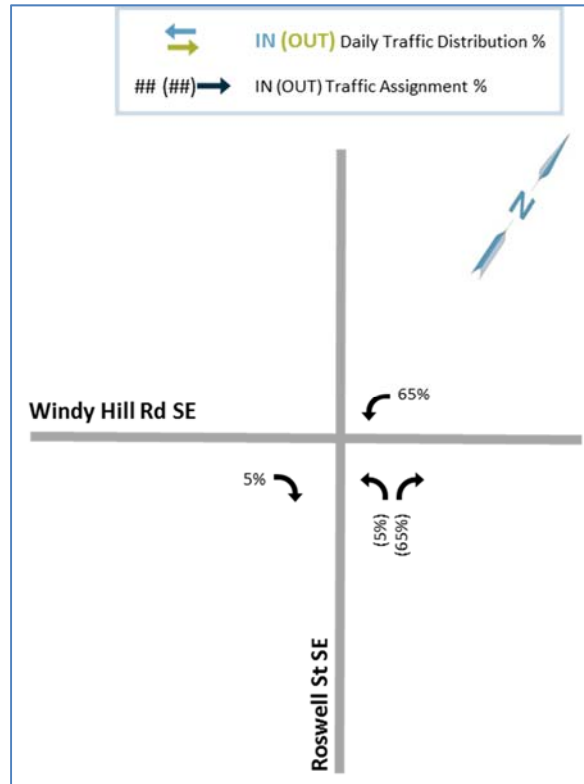 IN (OUT) Daily Traffic Distribution %
## (##) IN (OUT) Traffic Assignment %
N
65%
Windy Hill Rd SE
5%
(5%)
(65%)
Roswell St SE